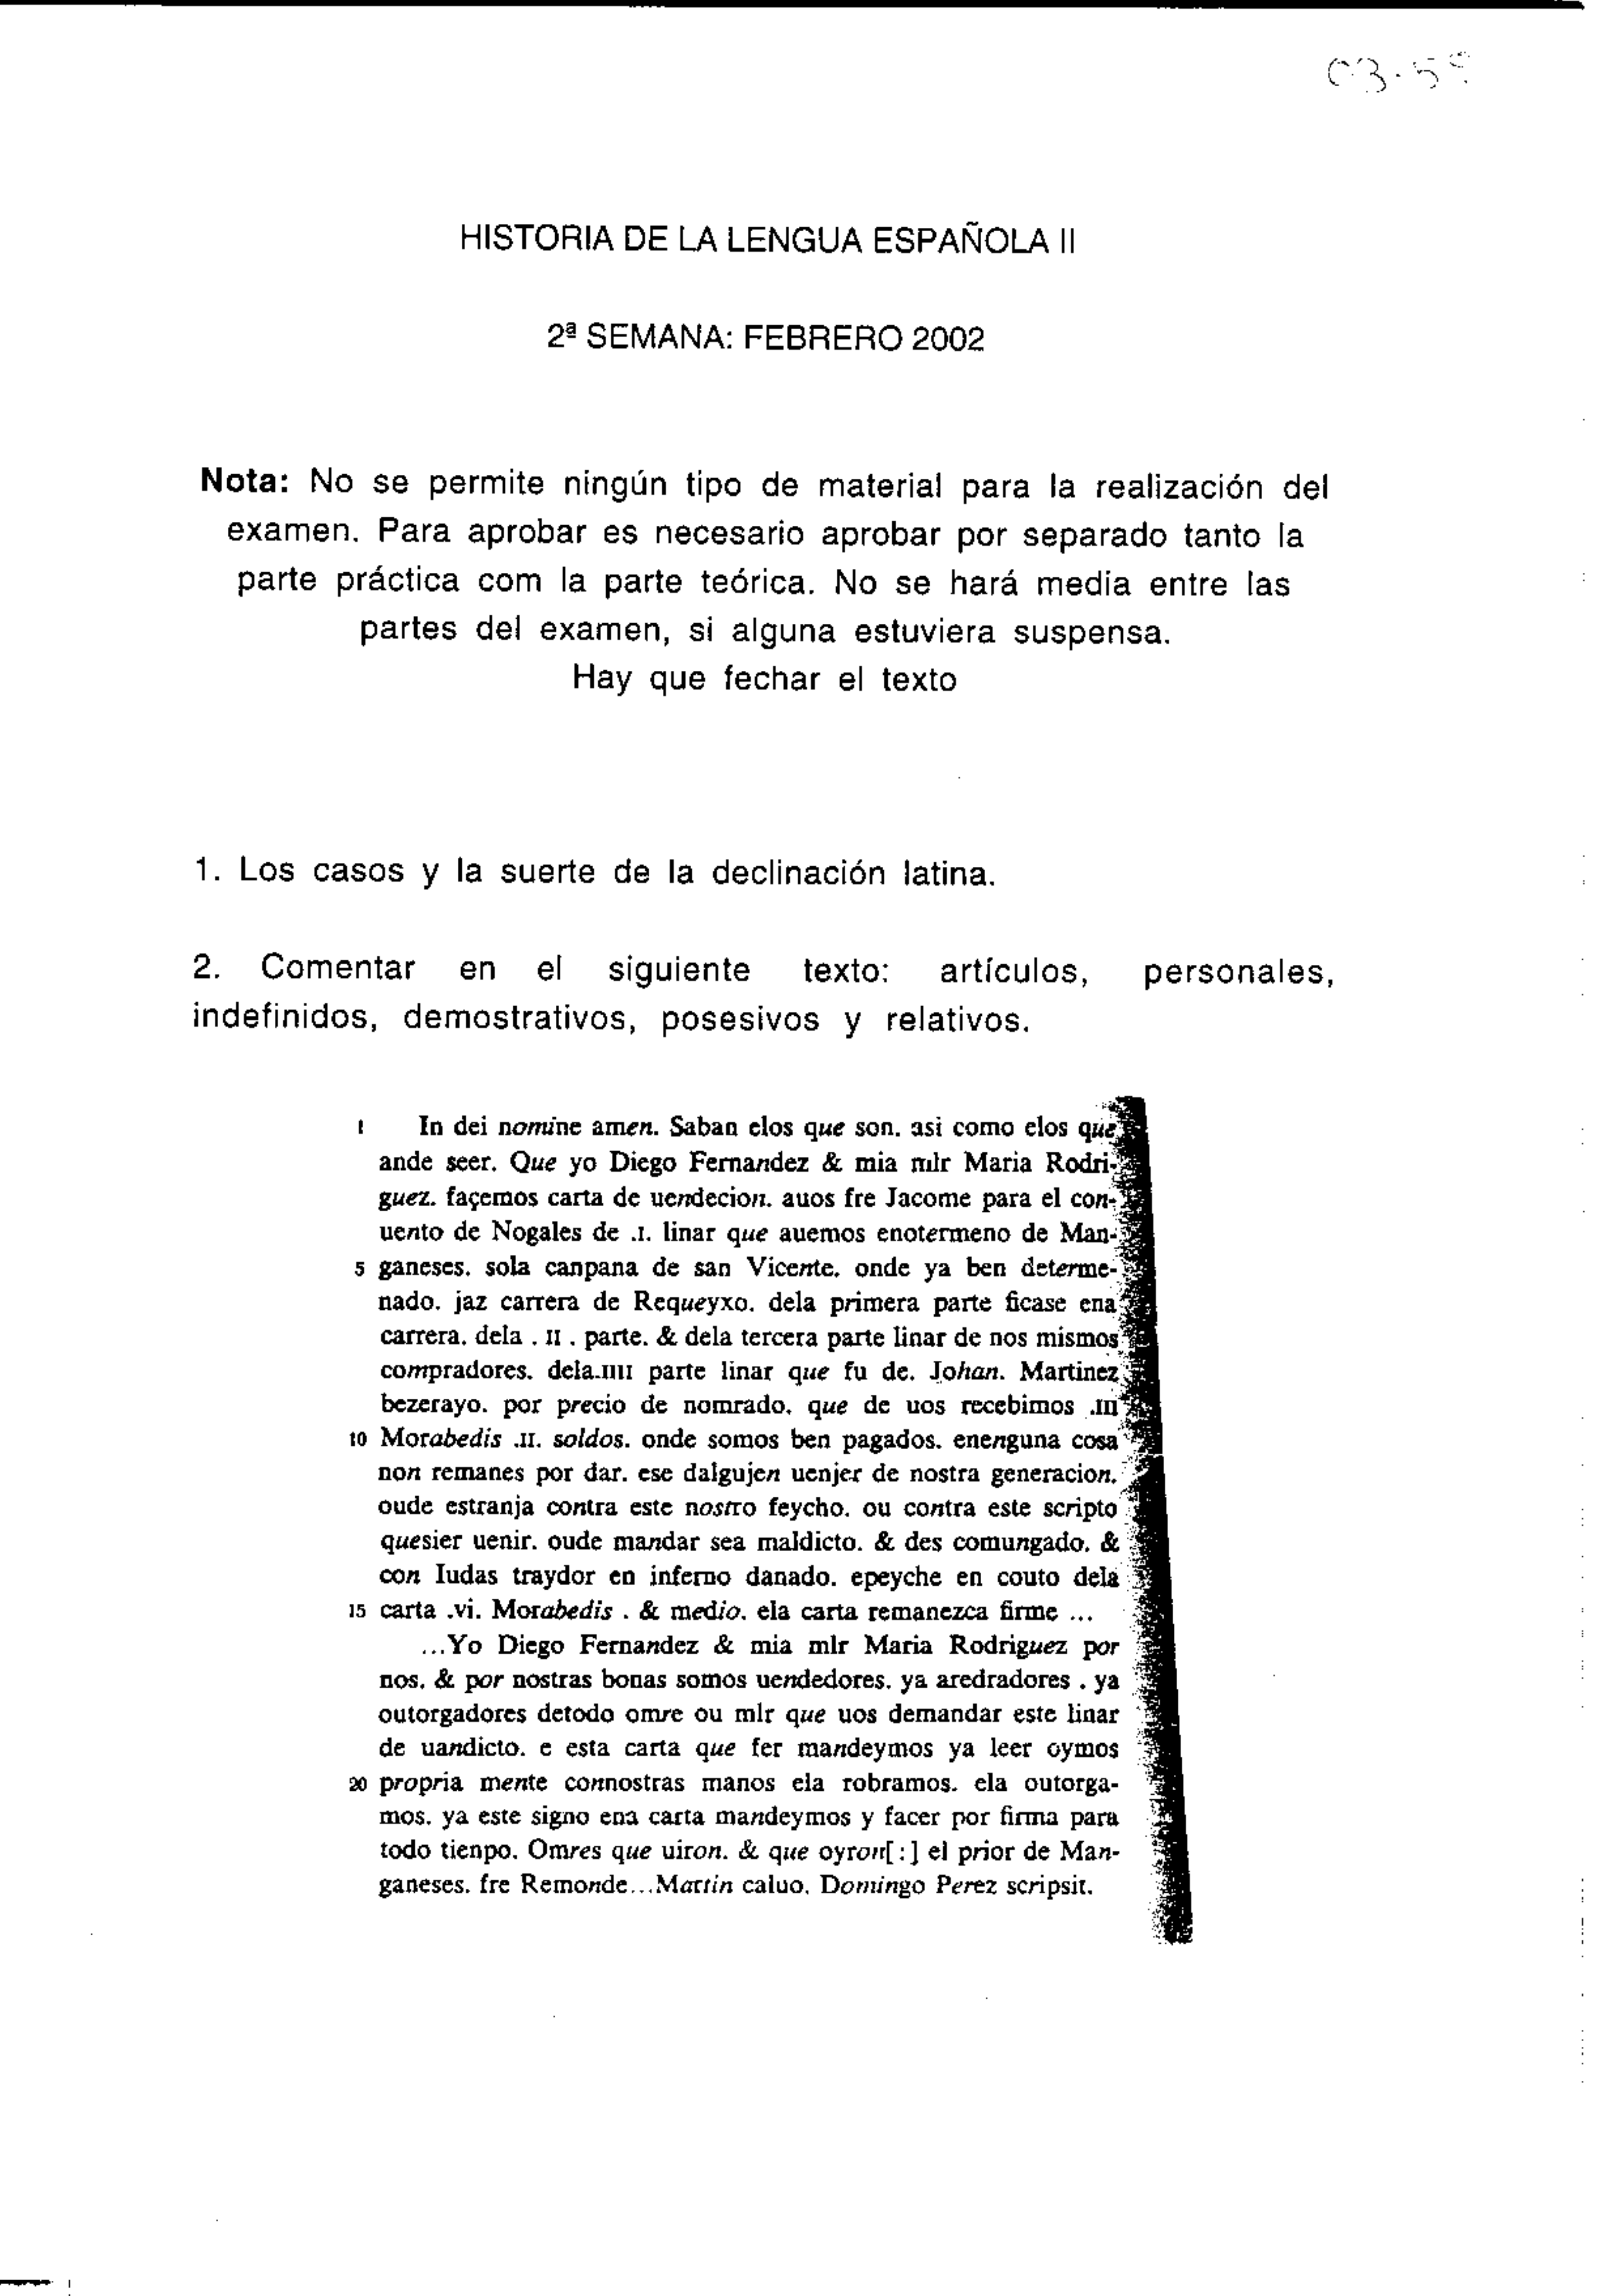 HISTORIA DE LA LENGUA ESPAÑOLA II
2ª SEMANA: FEBRERO 2002
Nota: No se permite ningún tipo de material para la realización del
examen. Para aprobar es necesario aprobar por separado tanto la
parte práctica com la parte teórica. No se hará media entre las
partes del examen, si alguna estuviera suspensa.
Hay que fechar el texto
1. Los casos y la suerte de la declinación latina.
2. Comentar en el siguiente texto: artículos, personales,
indefinidos, demostrativos, posesivos y relativos.
1 In dei nomine amen. Saban elos que son. asi como elos que
ande seer. Que yo Diego Fernandez & mia mlr Maria Rodri-
guez. façemos carta de uendecion. auos fre Jacome para el con-
uento de Nogales de .I. linar que auemos enotermeno de Man-
5 ganeses. sola canpana de san Vicente. onde ya ben determe-
nado. jaz carrera de Requeyxo. dela primera parte ficase ena
carrera. dela . II . parte. & dela tercera parte linar de nos mismos
compradores. dela.IIII parte linar que fu de. Johan. Martinez
bezerayo. por precio de nomrado. que de uos recebimos .III
10 Morabedis .II. soldos. onde somos ben pagados. enenguna cosa
non remanes por dar. ese dalgujen uenjer de nostra generacion.
oude estranja contra este nostro feycho. ou contra este scripto
quesier uenir. oude mandar sea maldicto. & des comungado. &
con Iudas traydor en inferno danado. epeyche en couto dela
15 carta .vi. Morabedis . & medio. ela carta remanezca firme ...
...Yo Diego Fernandez & mia mlr Maria Rodriguez por
nos. & por nostras bonas somos uendedores. ya aredradores . ya
outorgadores detodo omre ou mlr que uos demandar este linar
de uandicto. e esta carta que fer mandeymos ya leer oymos
20 propria mente connostras manos ela robramos. ela outorga-
mos. ya este signo ena carta mandeymos y facer por firma para
todo tienpo. Omres que uiron. & que oyron[:] el prior de Man-
ganeses. fre Remonde...Martin caluo. Domingo Perez scripsit.